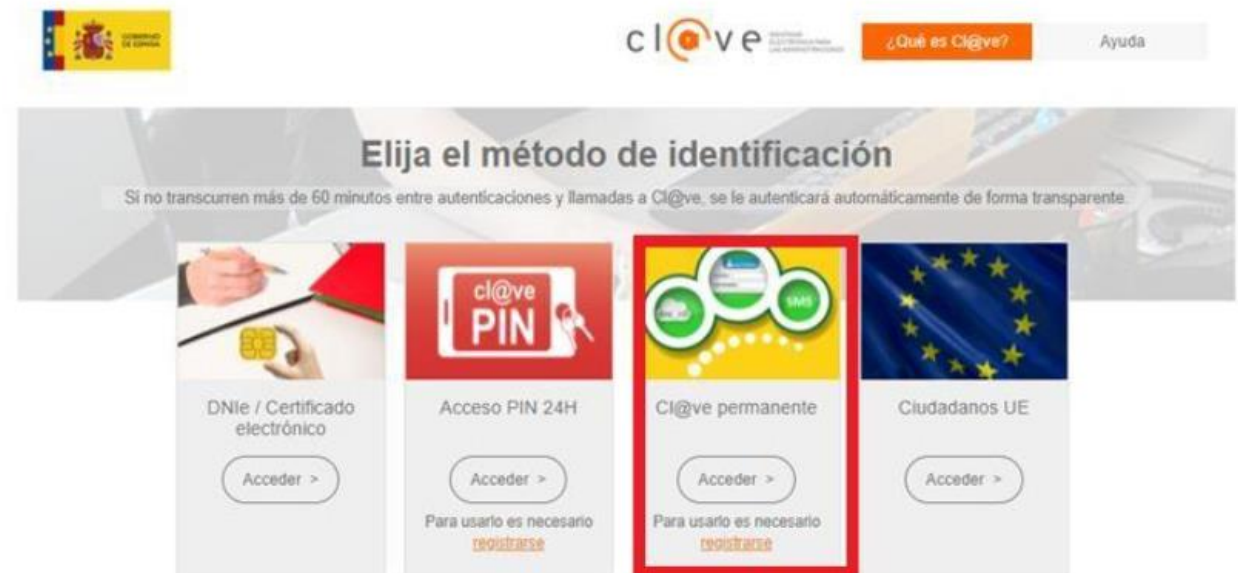 GOBIERNO
DE ESPAÑA
cl@ve
¿Qué es Cl@ve?
Ayuda
Elija el método de identificación
Si no transcurren más de 60 minutos entre autenticaciones y llamadas a Cl@ve, se le autenticará automáticamente de forma transparente.
cl@ve
PIN
SMS
DNIe / Certificado
electrónico
Acceder >
Acceso PIN 24H
Acceder >
Para usarlo es necesario
registrarse
Cl@ve permanente
Acceder >
Para usarlo es necesario
registrarse
Ciudadanos UE
Acceder >